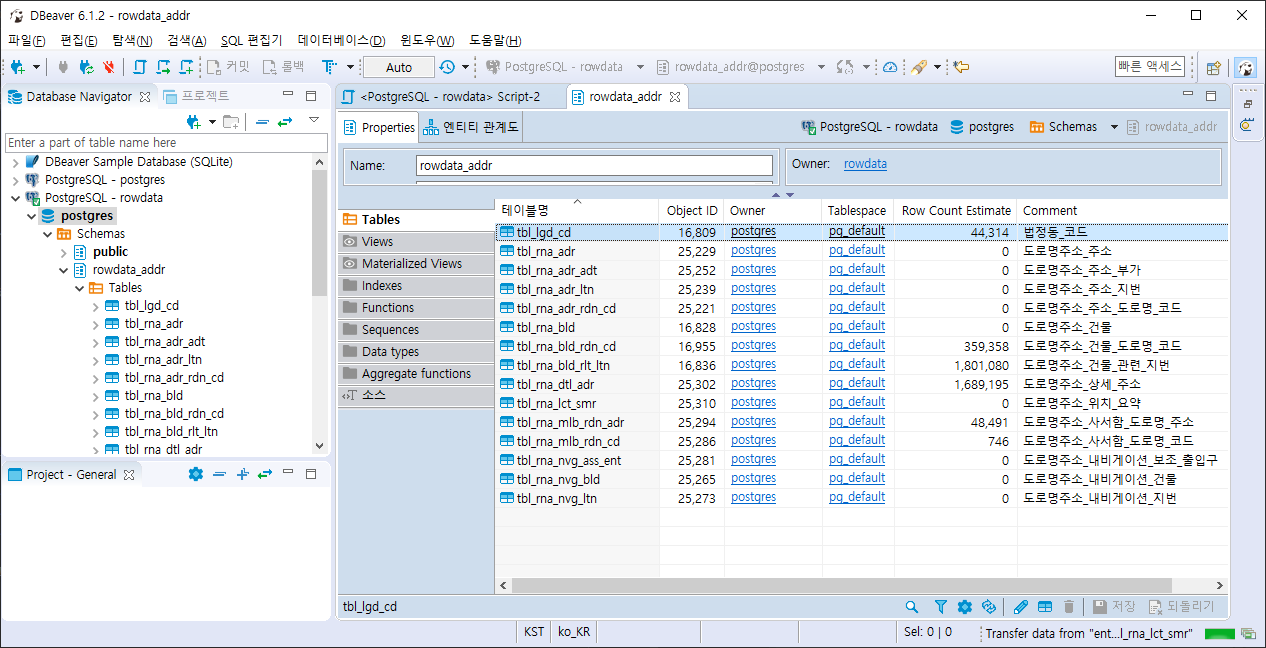 DBeaver 6.1.2 - rowdata_addr
파일(F) 편집(E) 탐색(N) 검색(A) SQL 편집기 데이터베이스(D) 윈도우(W) 도움말(H)
커밋 롤백 Auto PostgreSQL - rowdata rowdata_addr@postgres 빠른 액세스
Database Navigator 프로젝트
Enter a part of table name here
DBeaver Sample Database (SQLite)
PostgreSQL - postgres
PostgreSQL - rowdata
postgres
Schemas
public
rowdata_addr
Tables
tbl_lgd_cd
tbl_rna_adr
tbl_rna_adr_adt
tbl_rna_adr_ltn
tbl_rna_adr_rdn_cd
tbl_rna_bld
tbl_rna_bld_rdn_cd
tbl_rna_bld_rlt_ltn
tbl_rna_dtl_adr
Project - General
<PostgreSQL - rowdata> Script-2 rowdata_addr
Properties 엔티티 관계도 PostgreSQL - rowdata postgres Schemas rowdata_addr
Name: rowdata_addr Owner: rowdata
Tables
Views
Materialized Views
Indexes
Functions
Sequences
Data types
Aggregate functions
소스
테이블명 Object ID Owner Tablespace Row Count Estimate Comment
tbl_lgd_cd 16,809 postgres pg_default 44,314 법정동_코드
tbl_rna_adr 25,229 postgres pg_default 0 도로명주소_주소
tbl_rna_adr_adt 25,252 postgres pg_default 0 도로명주소_주소_부가
tbl_rna_adr_ltn 25,239 postgres pg_default 0 도로명주소_주소_지번
tbl_rna_adr_rdn_cd 25,221 postgres pg_default 0 도로명주소_주소_도로명_코드
tbl_rna_bld 16,828 postgres pg_default 0 도로명주소_건물
tbl_rna_bld_rdn_cd 16,955 postgres pg_default 359,358 도로명주소_건물_도로명_코드
tbl_rna_bld_rlt_ltn 16,836 postgres pg_default 1,801,080 도로명주소_건물_관련_지번
tbl_rna_dtl_adr 25,302 postgres pg_default 1,689,195 도로명주소_상세_주소
tbl_rna_lct_smr 25,310 postgres pg_default 0 도로명주소_위치_요약
tbl_rna_mlb_rdn_adr 25,294 postgres pg_default 48,491 도로명주소_사서함_도로명_주소
tbl_rna_mlb_rdn_cd 25,286 postgres pg_default 746 도로명주소_사서함_도로명_코드
tbl_rna_nvg_ass_ent 25,281 postgres pg_default 0 도로명주소_내비게이션_보조_출입구
tbl_rna_nvg_bld 25,265 postgres pg_default 0 도로명주소_내비게이션_건물
tbl_rna_nvg_ltn 25,273 postgres pg_default 0 도로명주소_내비게이션_지번
tbl_lgd_cd 저장 되돌리기
KST ko_KR Sel: 0 | 0 Transfer data from "ent...l_rna_lct_smr"